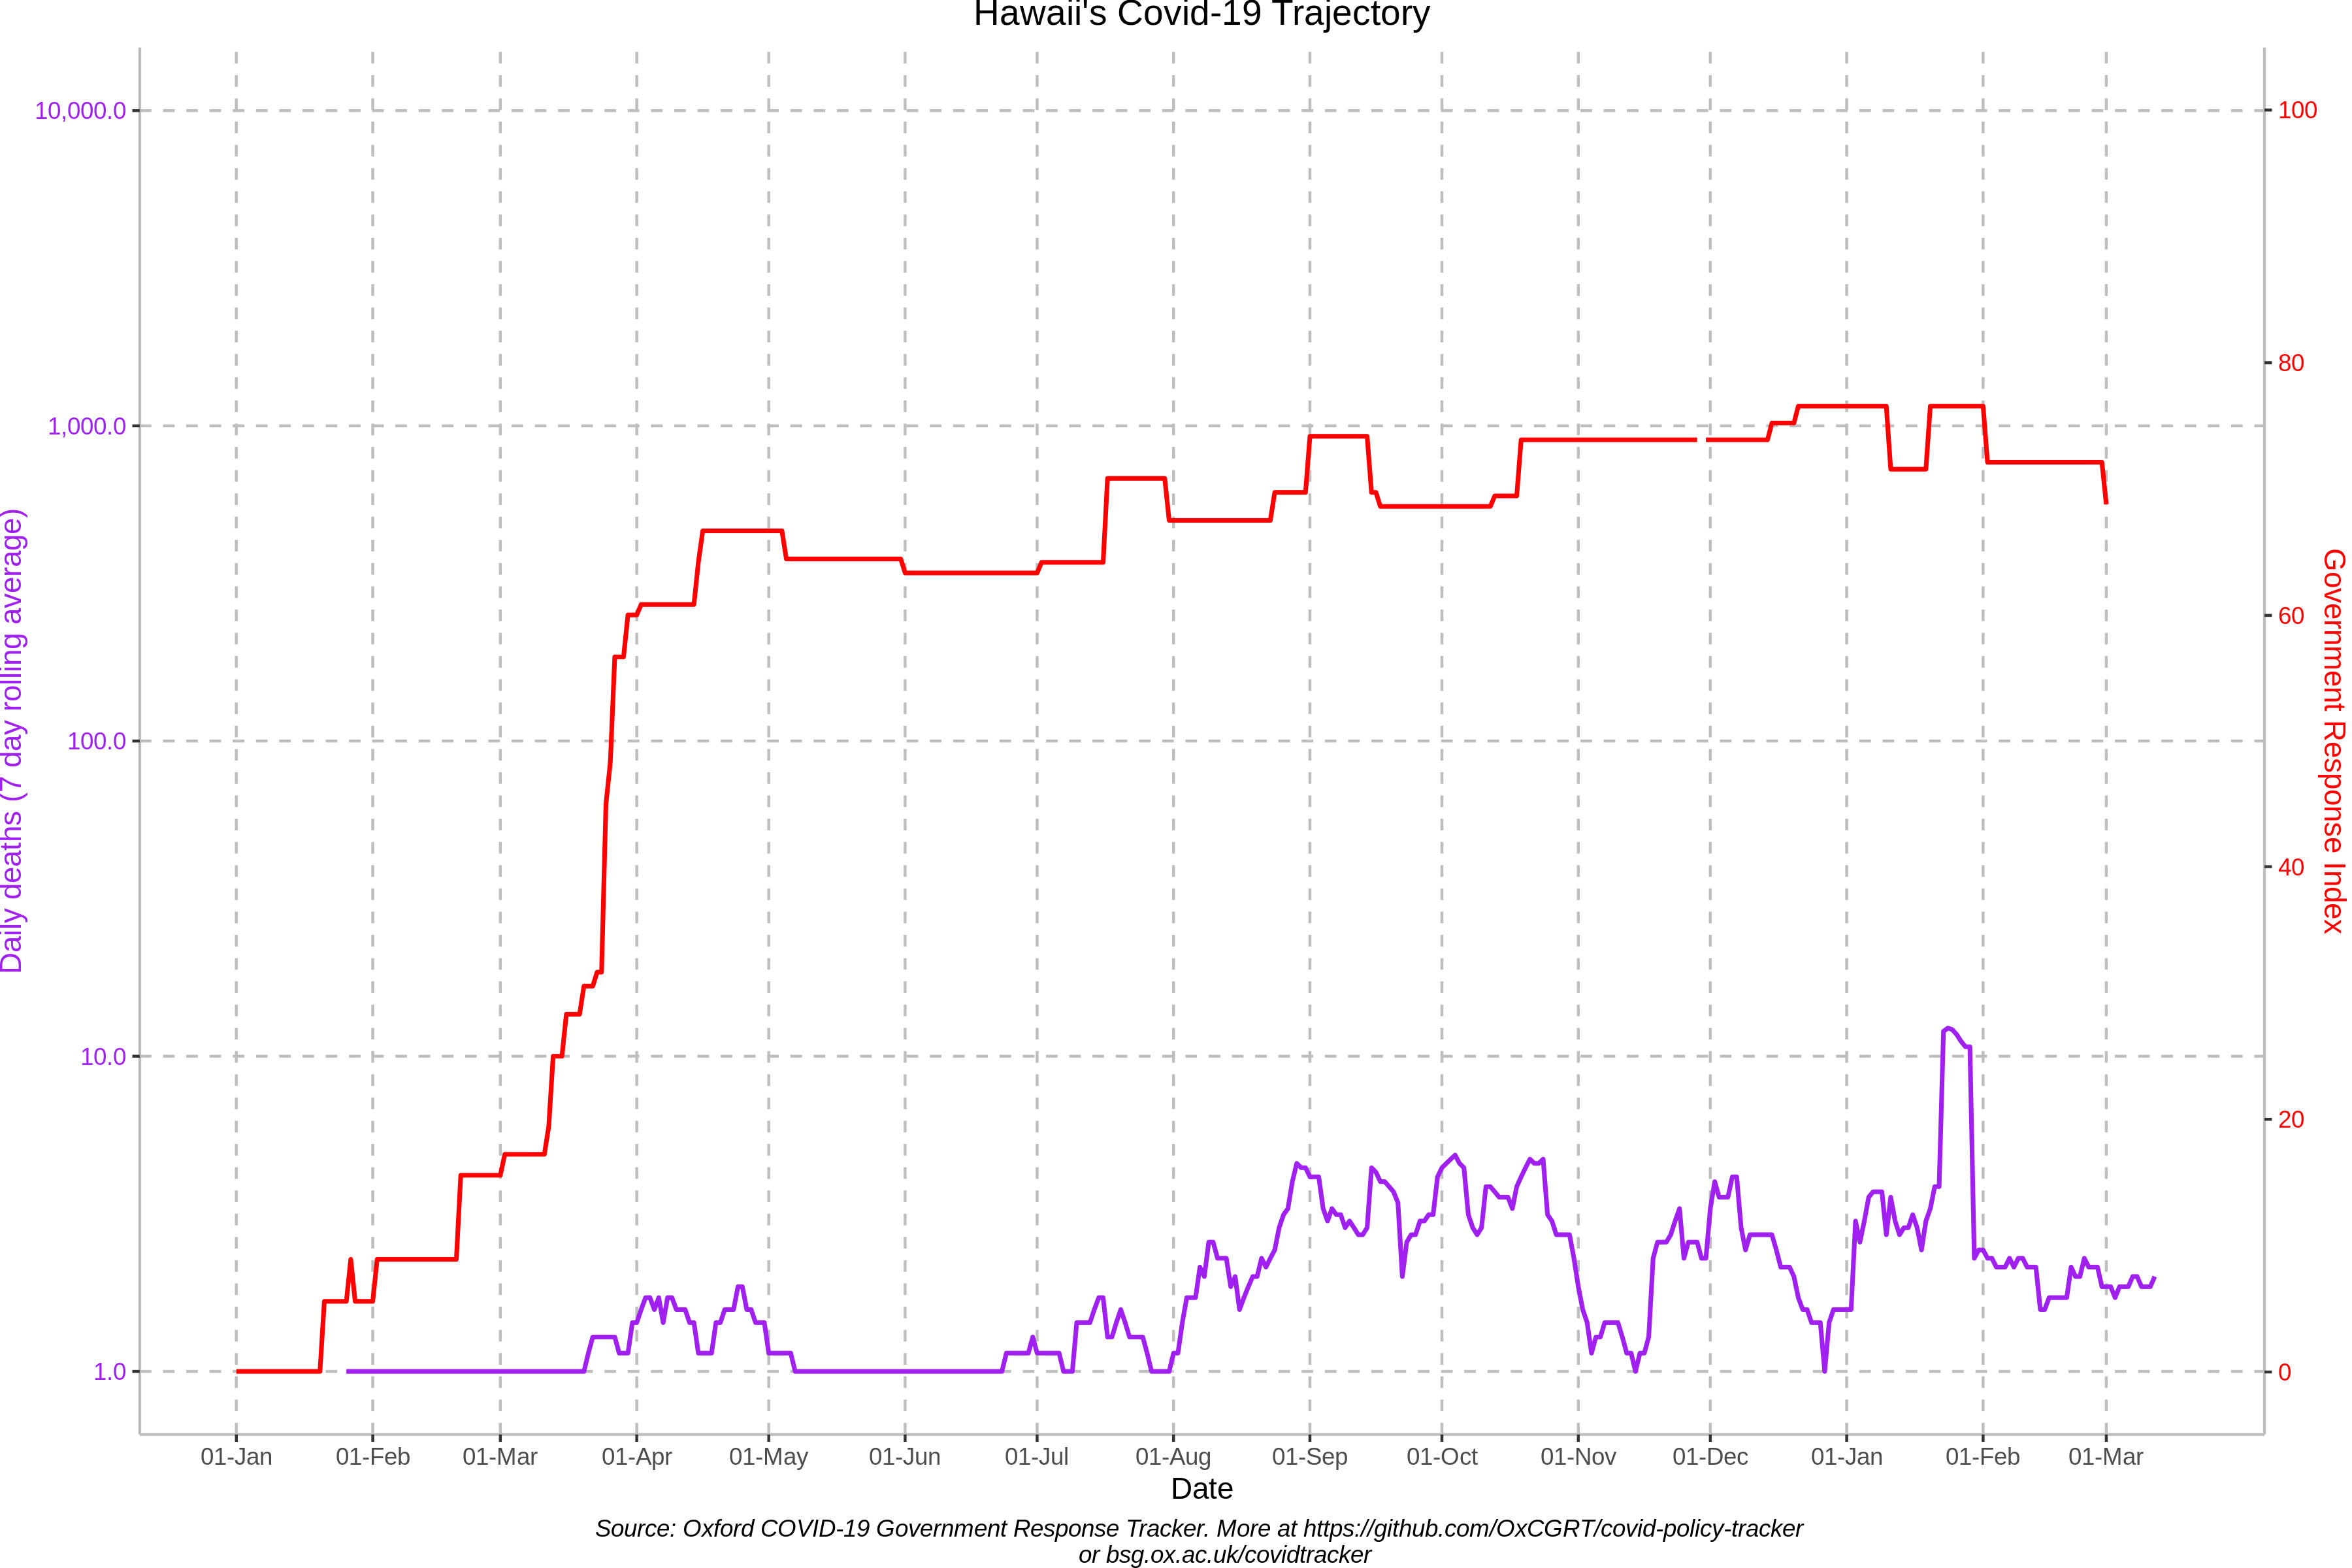 Hawaii's Covid-19 Trajectory
10,000.0
1,000.0
100.0
10.0
1.0
Daily deaths (7 day rolling average)
100
80
60
40
20
0
Government Response Index
01-Jan 01-Feb 01-Mar 01-Apr 01-May 01-Jun 01-Jul 01-Aug 01-Sep 01-Oct 01-Nov 01-Dec 01-Jan 01-Feb 01-Mar
Date
Source: Oxford COVID-19 Government Response Tracker. More at https://github.com/OxCGRT/covid-policy-tracker
or bsg.ox.ac.uk/covidtracker